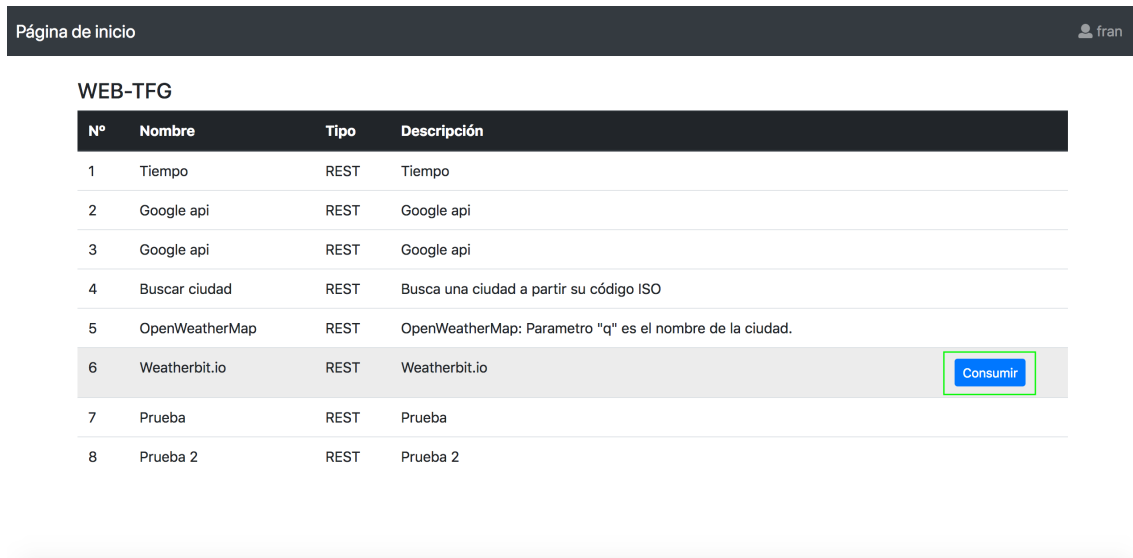 Página de inicio fran
WEB-TFG
Nº Nombre Tipo Descripción
1 Tiempo REST Tiempo
2 Google api REST Google api
3 Google api REST Google api
4 Buscar ciudad REST Busca una ciudad a partir su código ISO
5 OpenWeatherMap REST OpenWeatherMap: Parametro "q" es el nombre de la ciudad.
6 Weatherbit.io REST Weatherbit.io Consumir
7 Prueba REST Prueba
8 Prueba 2 REST Prueba 2